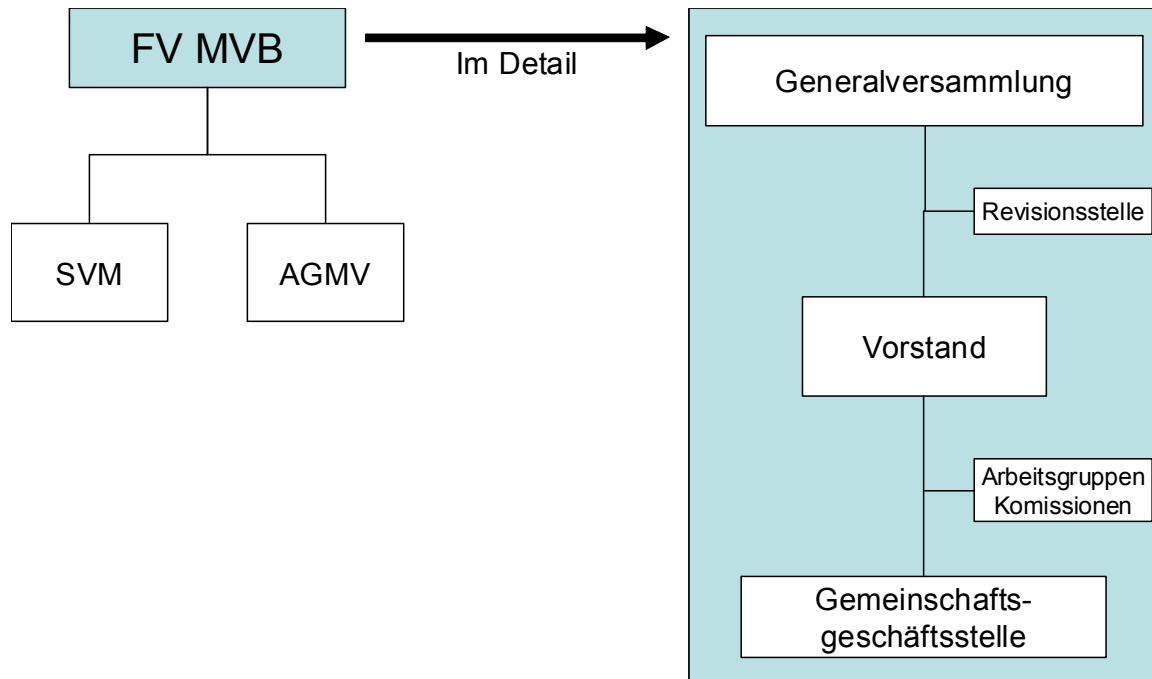 FV MVB
Im Detail
SVM
AGMV
Generalversammlung
Revisionsstelle
Vorstand
Arbeitsgruppen
Komissionen
Gemeinschafts-
geschäftsstelle